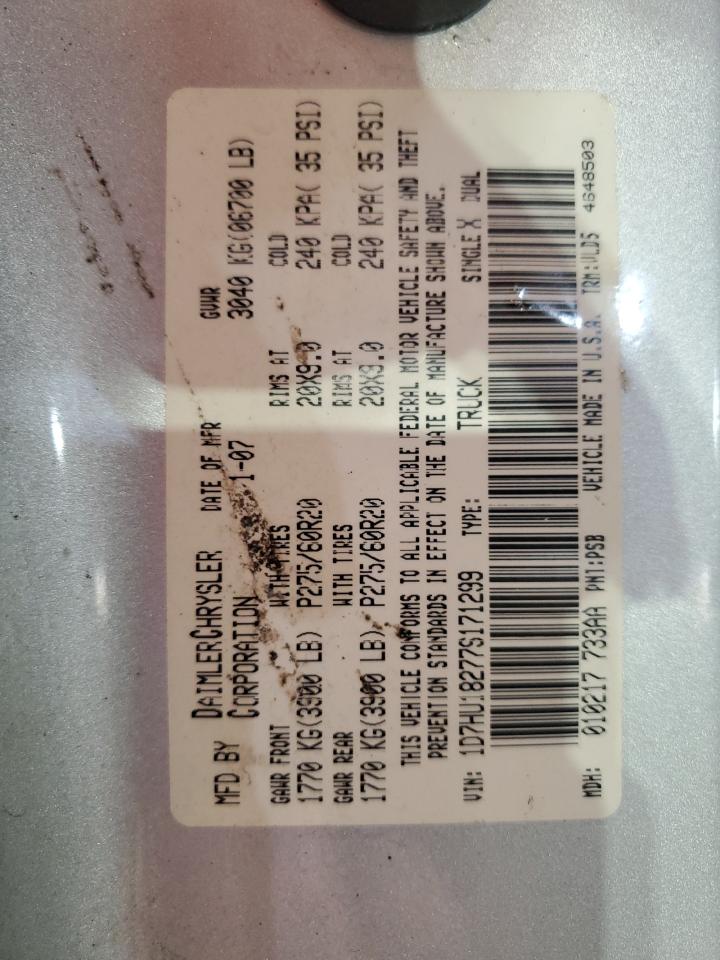 MFD BY DAIMLERCHRYSLER CORPORATION
DATE OF MFR 1-07
GVWR 3040 KG(06700 LB)
GAWR FRONT WITH TIRES RIMS AT COLD
1770 KG(3900 LB) P275/60R20 20X9.0 240 KPA( 35 PSI)
GAWR REAR WITH TIRES RIMS AT COLD
1770 KG(3900 LB) P275/60R20 20X9.0 240 KPA( 35 PSI)
THIS VEHICLE CONFORMS TO ALL APPLICABLE FEDERAL MOTOR VEHICLE SAFETY AND THEFT
PREVENTION STANDARDS IN EFFECT ON THE DATE OF MANUFACTURE SHOWN ABOVE.
VIN: 1D7HU18277S171299 TYPE: TRUCK SINGLE X DUAL
MDH: 010217 733AA PNT:PSB VEHICLE MADE IN U.S.A. TRM: 4648503